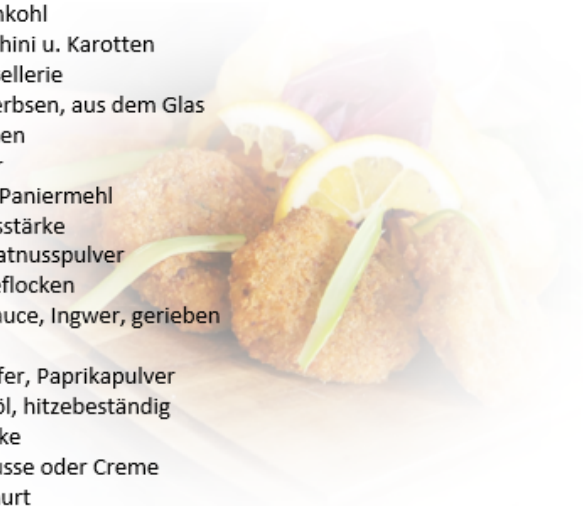 nkohl
hini u. Karotten
ellerie
erbsen, aus dem Glas
en
r
Paniermehl
sstärke
atnusspulver
eflocken
auce, Ingwer, gerieben
fer, Paprikapulver
öl, hitzebeständig
ke
usse oder Creme
urt